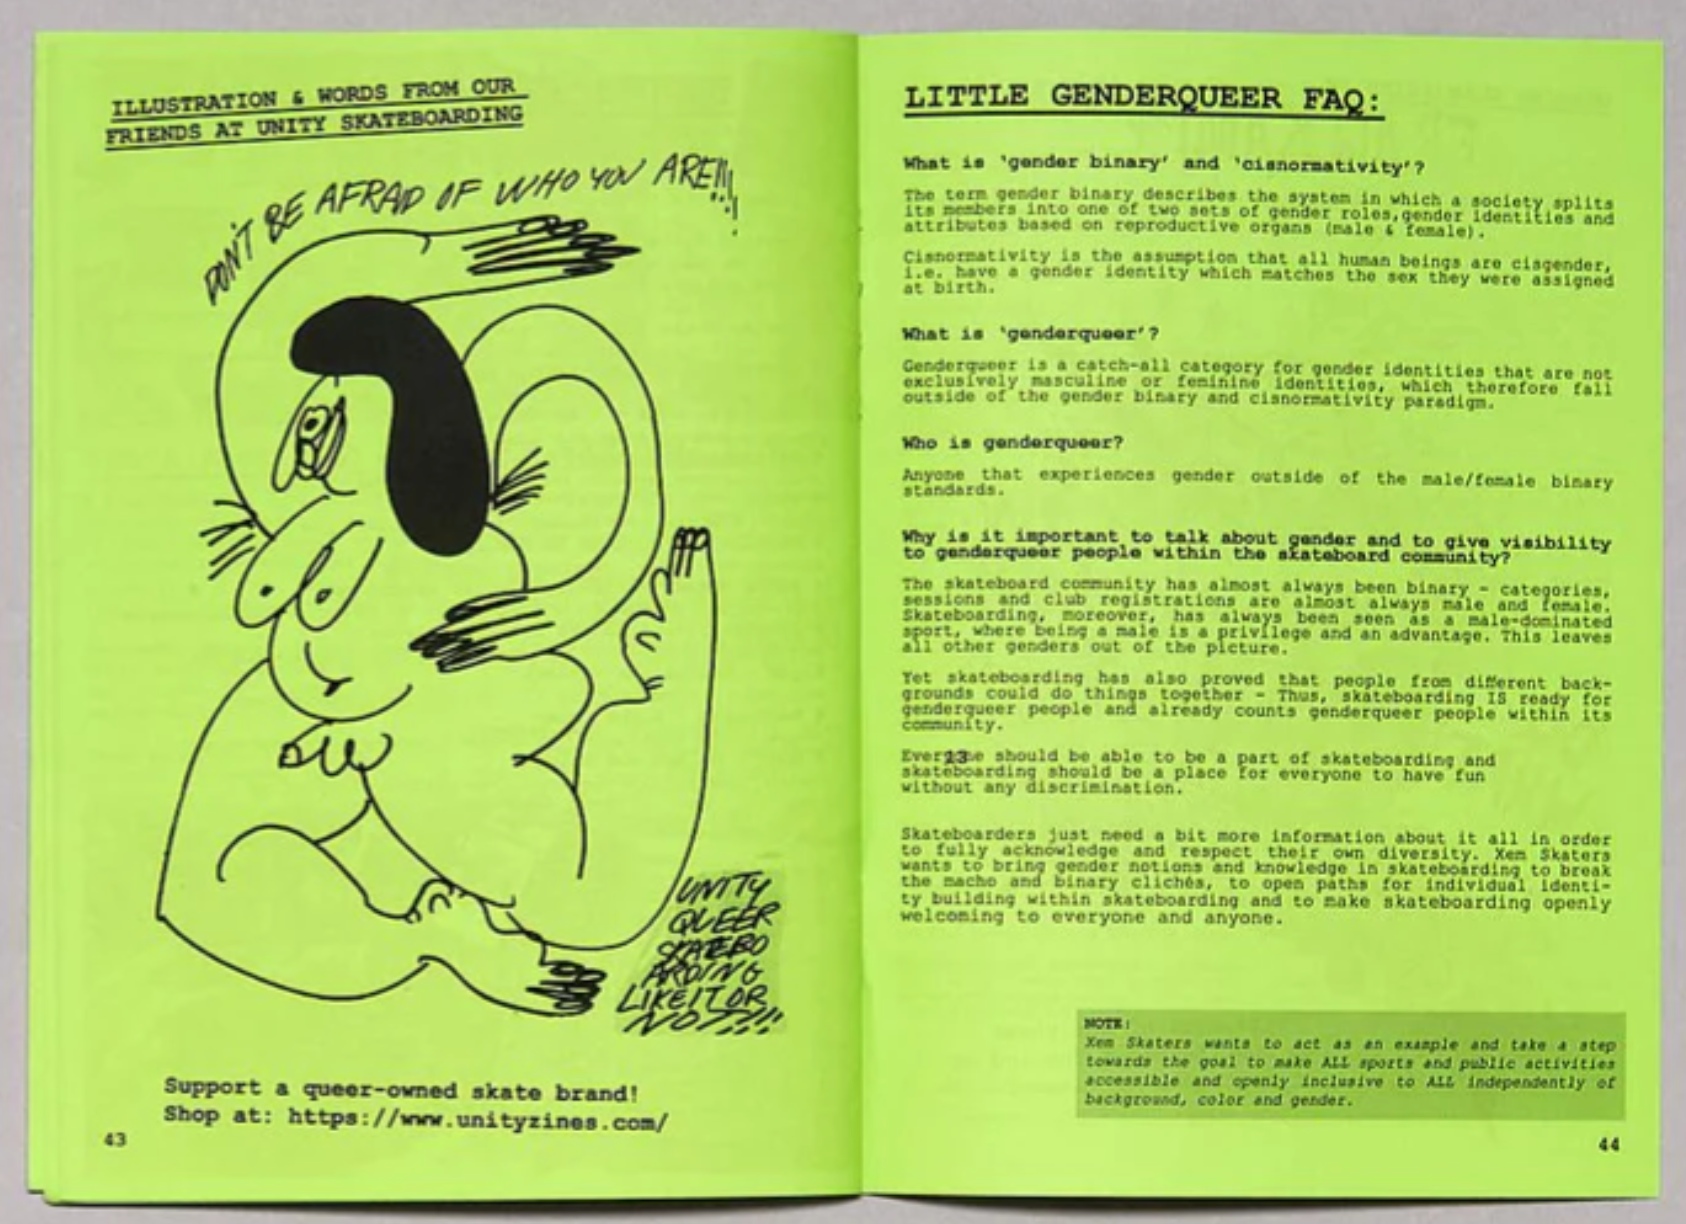 ILLUSTRATION & WORDS FROM OUR
FRIENDS AT UNITY SKATEBOARDING
DON'T BE AFRAID OF WHO YOU ARE!!!
UNITY
QUEER
SKATEBO
ARDING
LIKE IT OR
NOT!!!!
Support a queer-owned skate brand!
Shop at: https://www.unityzines.com/
43
LITTLE GENDERQUEER FAQ:
What is 'gender binary' and 'cisnormativity'?
The term gender binary describes the system in which a society splits
its members into one of two sets of gender roles,gender identities and
attributes based on reproductive organs (male & female).
Cisnormativity is the assumption that all human beings are cisgender,
i.e. have a gender identity which matches the sex they were assigned
at birth.
What is 'genderqueer'?
Genderqueer is a catch-all category for gender identities that are not
exclusively masculine or feminine identities, which therefore fall
outside of the gender binary and cisnormativity paradigm.
Who is genderqueer?
Anyone that experiences gender outside of the male/female binary
standards.
Why is it important to talk about gender and to give visibility
to genderqueer people within the skateboard community?
The skateboard community has almost always been binary - categories,
sessions and club registrations are almost always male and female.
Skateboarding, moreover, has always been seen as a male-dominated
sport, where being a male is a privilege and an advantage. This leaves
all other genders out of the picture.
Yet skateboarding has also proved that people from different back-
grounds could do things together - Thus, skateboarding IS ready for
genderqueer people and already counts genderqueer people within its
community.
Ever23ne should be able to be a part of skateboarding and
skateboarding should be a place for everyone to have fun
without any discrimination.
Skateboarders just need a bit more information about it all in order
to fully acknowledge and respect their own diversity. Xem Skaters
wants to bring gender notions and knowledge in skateboarding to break
the macho and binary clichés, to open paths for individual identi-
ty building within skateboarding and to make skateboarding openly
welcoming to everyone and anyone.
NOTE:
Xem Skaters wants to act as an example and take a step
towards the goal to make ALL sports and public activities
accessible and openly inclusive to ALL independently of
background, color and gender.
44